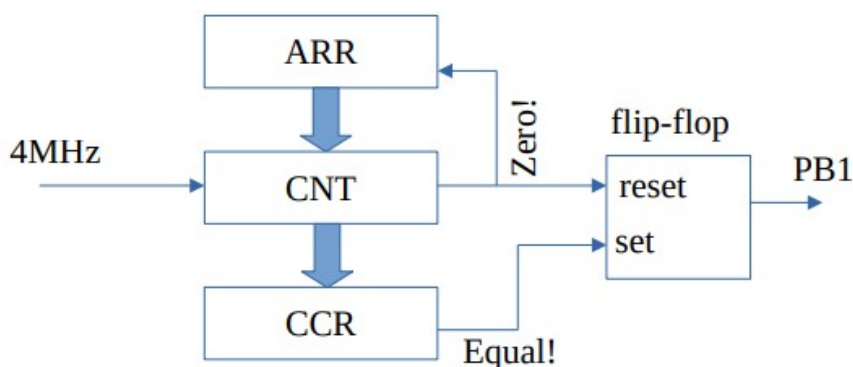 ARR
Zero!
flip-flop
4MHz
CNT
reset
PB1
set
CCR
Equal!